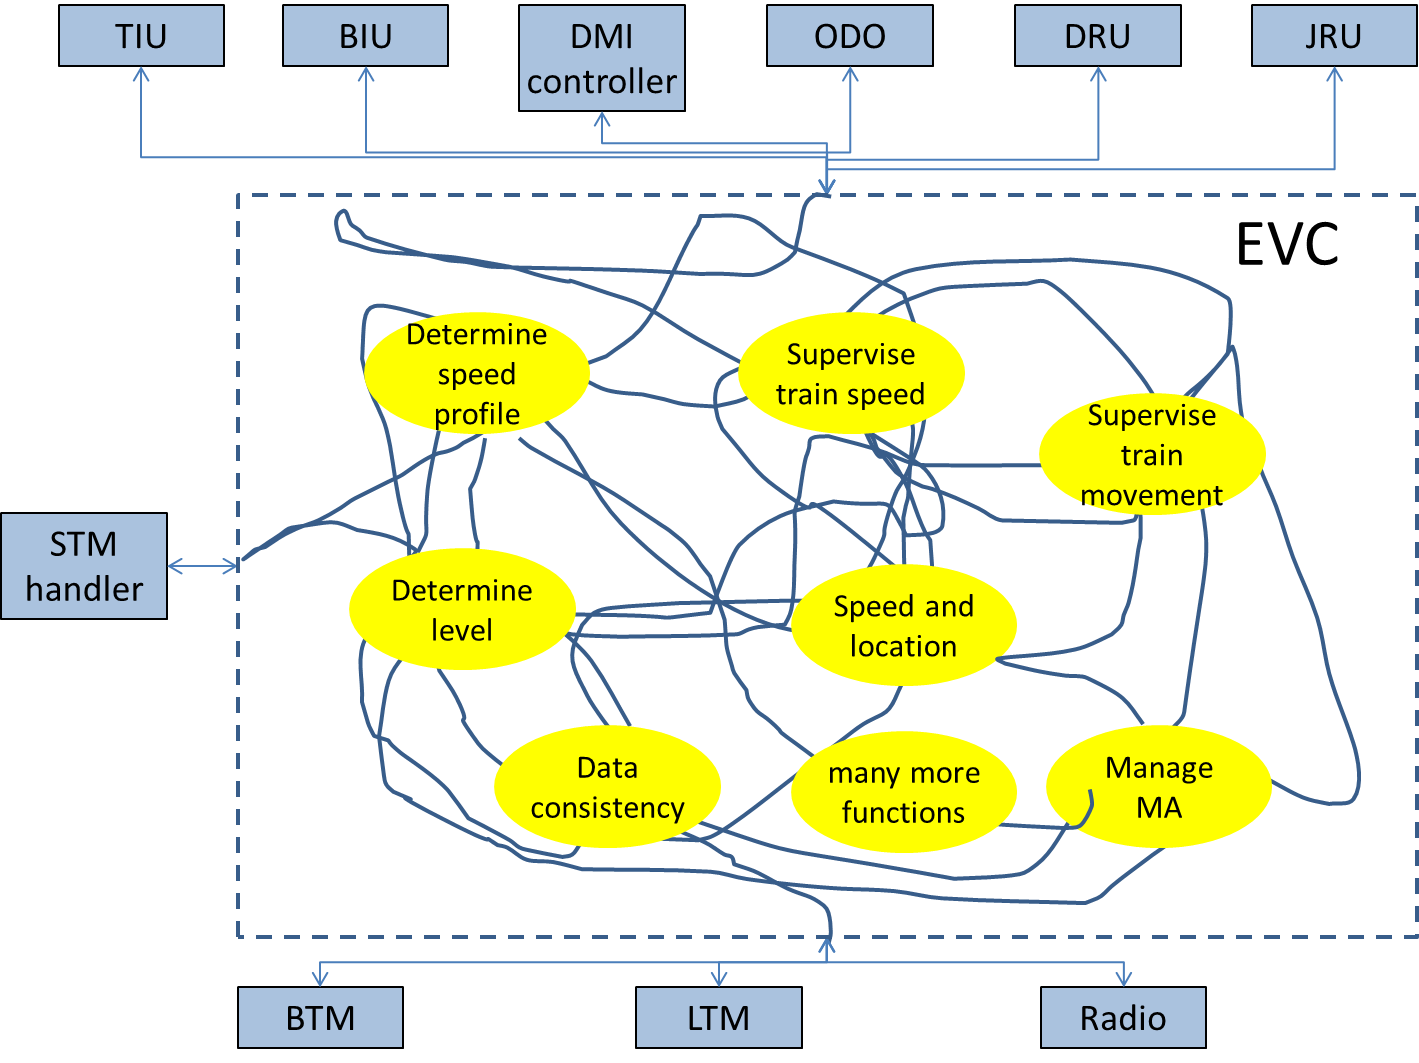 TIU
BIU
DMI
controller
ODO
DRU
JRU
EVC
Determine
speed
profile
Supervise
train speed
Supervise
train
movement
STM
handler
Determine
level
Speed and
location
Data
consistency
many more
functions
Manage
MA
BTM
LTM
Radio